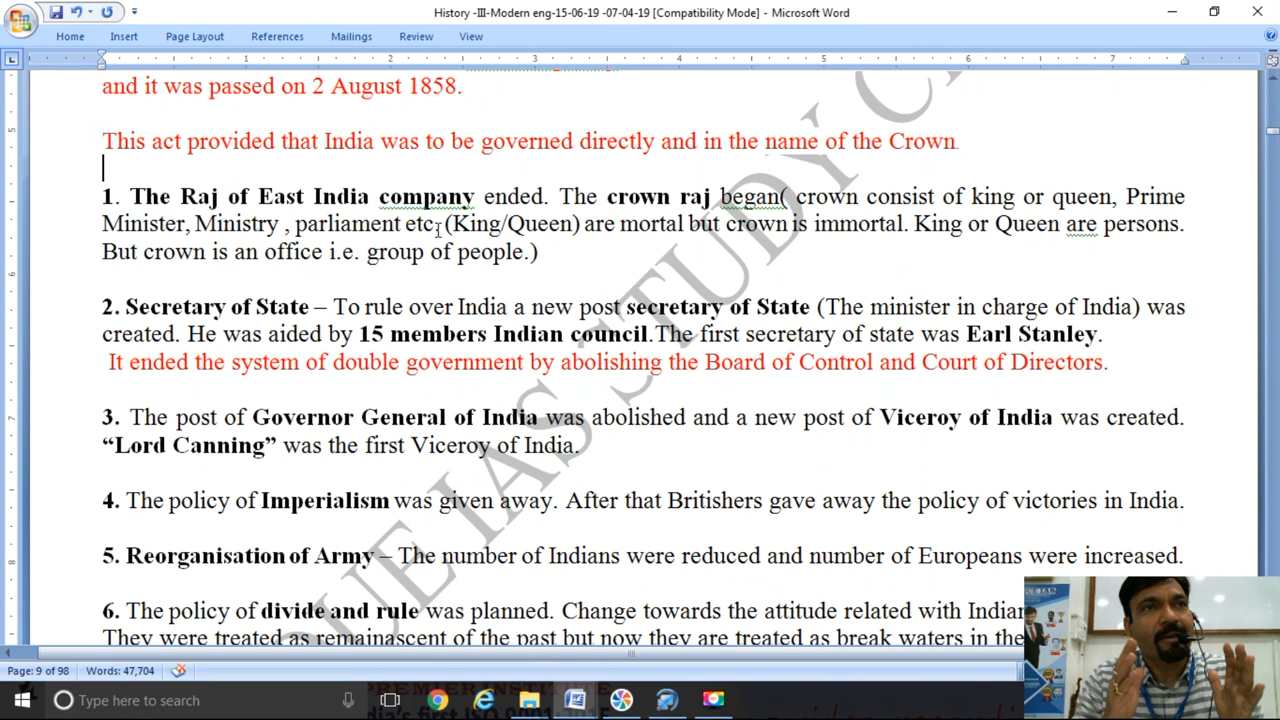 History -III-Modern eng-15-06-19 -07-04-19 [Compatibility Mode] - Microsoft Word
Home Insert Page Layout References Mailings Review View
1 2 3 4 5 6 7
and it was passed on 2 August 1858.
This act provided that India was to be governed directly and in the name of the Crown.
1. The Raj of East India company ended. The crown raj began( crown consist of king or queen, Prime
Minister, Ministry , parliament etc. (King/Queen) are mortal but crown is immortal. King or Queen are persons.
But crown is an office i.e. group of people.)
2. Secretary of State – To rule over India a new post secretary of State (The minister in charge of India) was
created. He was aided by 15 members Indian council.The first secretary of state was Earl Stanley.
It ended the system of double government by abolishing the Board of Control and Court of Directors.
3. The post of Governor General of India was abolished and a new post of Viceroy of India was created.
“Lord Canning” was the first Viceroy of India.
4. The policy of Imperialism was given away. After that Britishers gave away the policy of victories in India.
5. Reorganisation of Army – The number of Indians were reduced and number of Europeans were increased.
6. The policy of divide and rule was planned. Change towards the attitude related with Indian
They were treated as remainascent of the past but now they are treated as break waters in the
QUE IAS STUDY CI
Page: 9 of 98 Words: 47,704
Type here to search
PREMIER INSTITUTE